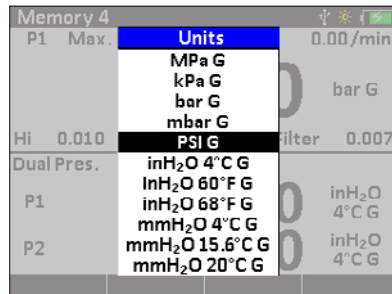 Memory 4
P1 Max. 0.00/min
bar G
Hi 0.010 Filter 0.007
Dual Pres.
P1 inH₂O 4°C G
P2 inH₂O 4°C G
Units
MPa G
kPa G
bar G
mbar G
PSI G
inH₂O 4°C G
InH₂O 60°F G
inH₂O 68°F G
mmH₂O 4°C G
mmH₂O 15.6°C G
mmH₂O 20°C G